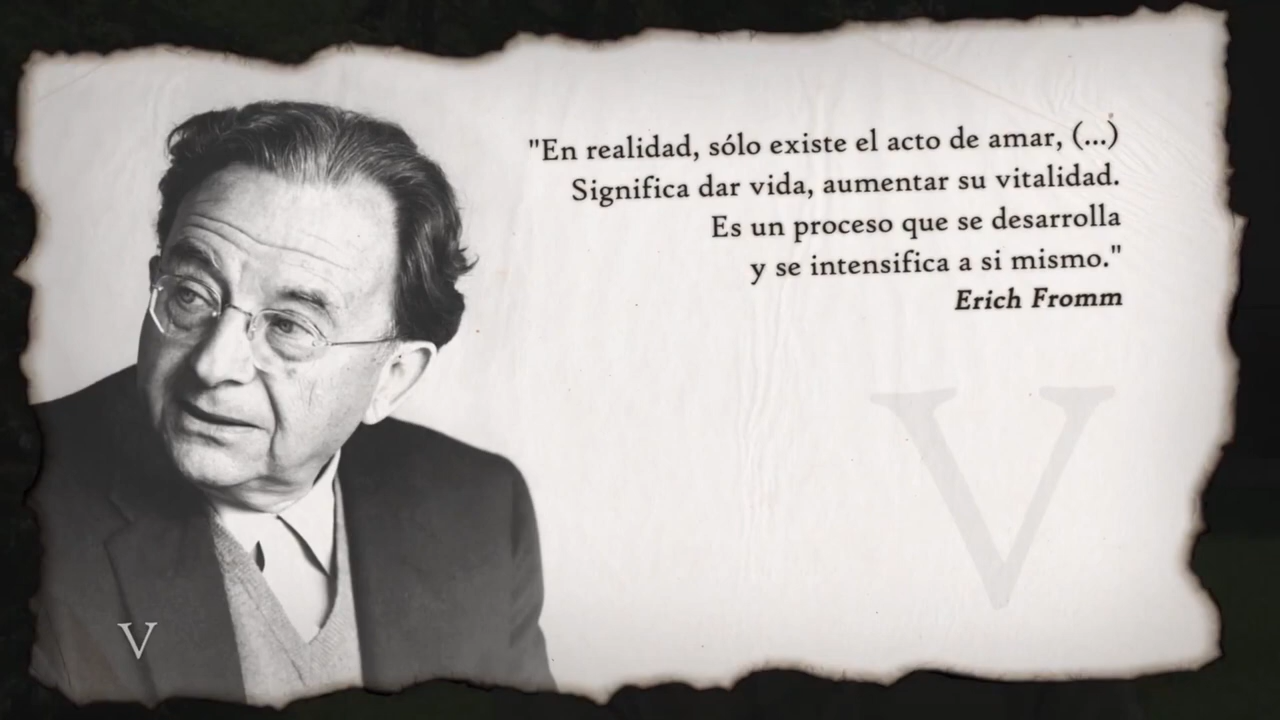 "En realidad, sólo existe el acto de amar, (...)
Significa dar vida, aumentar su vitalidad.
Es un proceso que se desarrolla
y se intensifica a si mismo."
Erich Fromm
V
V